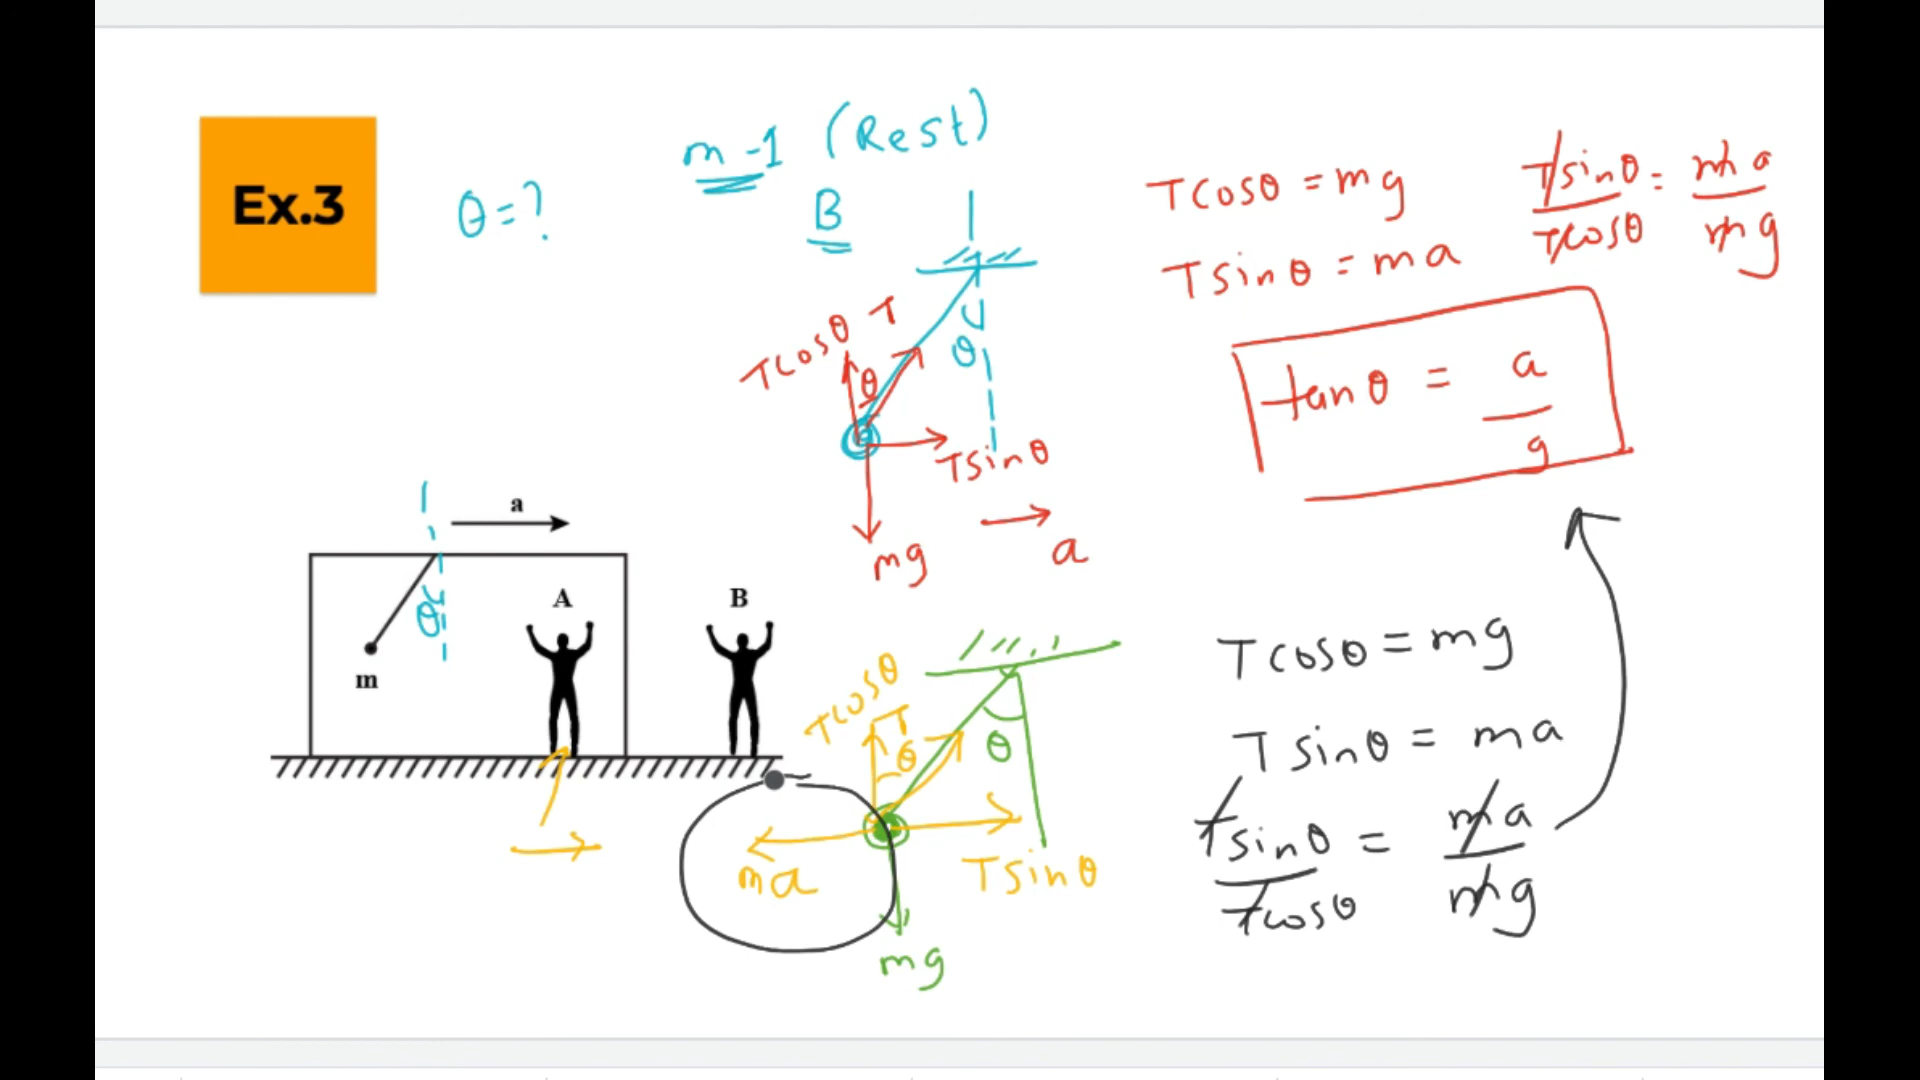 Ex.3
θ = ?
m-1 (Rest)
B
Tcosθ
T
θ
θ
Tsinθ
mg
a
Tcosθ = mg
Tsinθ = ma
Tsinθ = ma
Tcosθ mg
tanθ = a
g
a
θ
m
A
B
Tcosθ
T
θ
θ
ma
Tsinθ
mg
Tcosθ = mg
Tsinθ = ma
Tsinθ = ma
Tcosθ mg